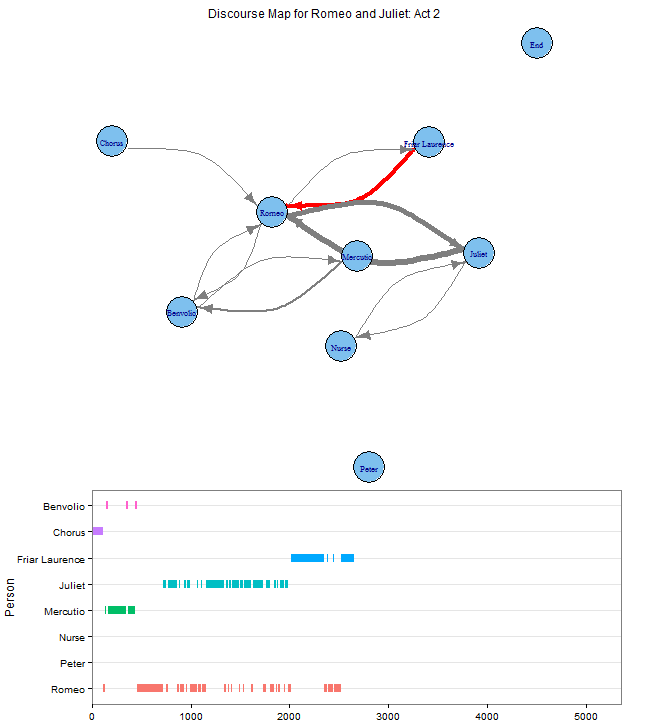 Discourse Map for Romeo and Juliet: Act 2
End
Chorus
Friar Laurence
Romeo
Mercutio
Juliet
Benvolio
Nurse
Peter
Person
Benvolio
Chorus
Friar Laurence
Juliet
Mercutio
Nurse
Peter
Romeo
0 1000 2000 3000 4000 5000